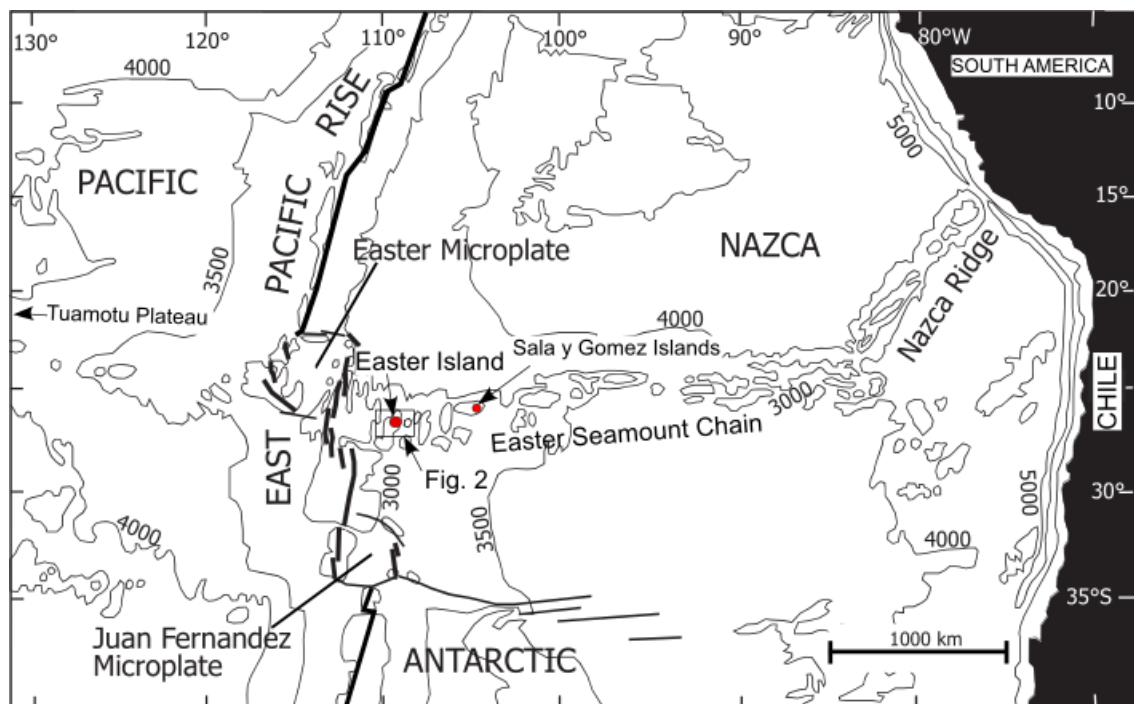 130° 120° 110° 100° 90° 80°W
SOUTH AMERICA
4000
RISE
5000
10°
PACIFIC
PACIFIC
15°
Easter Microplate
NAZCA
3500
Nazca Ridge
20°
Tuamotu Plateau
4000
Sala y Gomez Islands
Easter Island
3000
CHILE
Easter Seamount Chain
EAST
Fig. 2
3000
30°
3500
5000
4000
4000
35°S
Juan Fernandez
Microplate
ANTARCTIC
1000 km